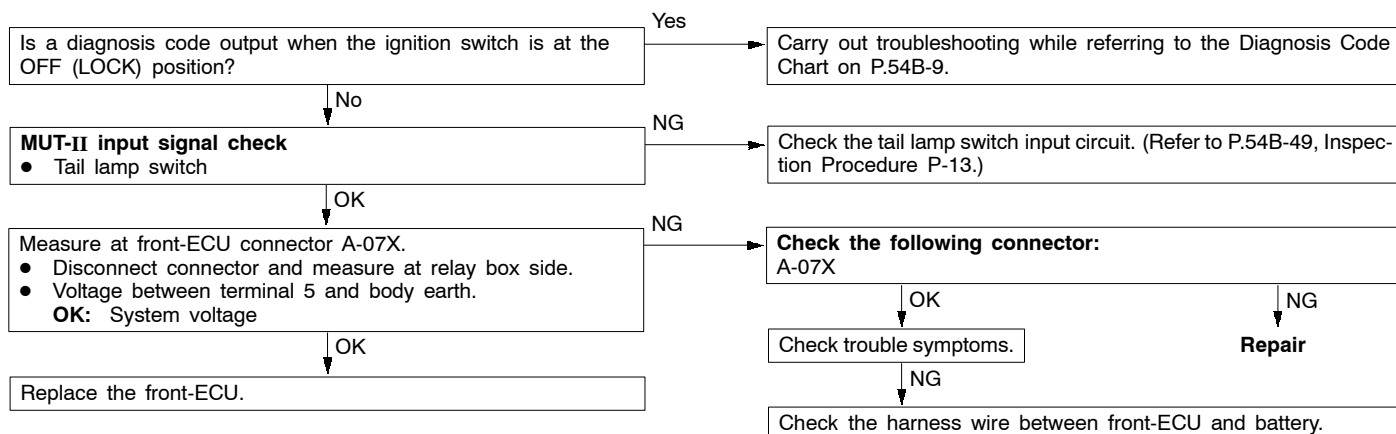 Is a diagnosis code output when the ignition switch is at the
OFF (LOCK) position?
Yes
Carry out troubleshooting while referring to the Diagnosis Code
Chart on P.54B-9.
No
MUT-II input signal check
● Tail lamp switch
NG
Check the tail lamp switch input circuit. (Refer to P.54B-49, Inspec-
tion Procedure P-13.)
OK
Measure at front-ECU connector A-07X.
● Disconnect connector and measure at relay box side.
● Voltage between terminal 5 and body earth.
OK: System voltage
NG
Check the following connector:
A-07X
OK
NG
Check trouble symptoms.
Repair
OK
Replace the front-ECU.
NG
Check the harness wire between front-ECU and battery.